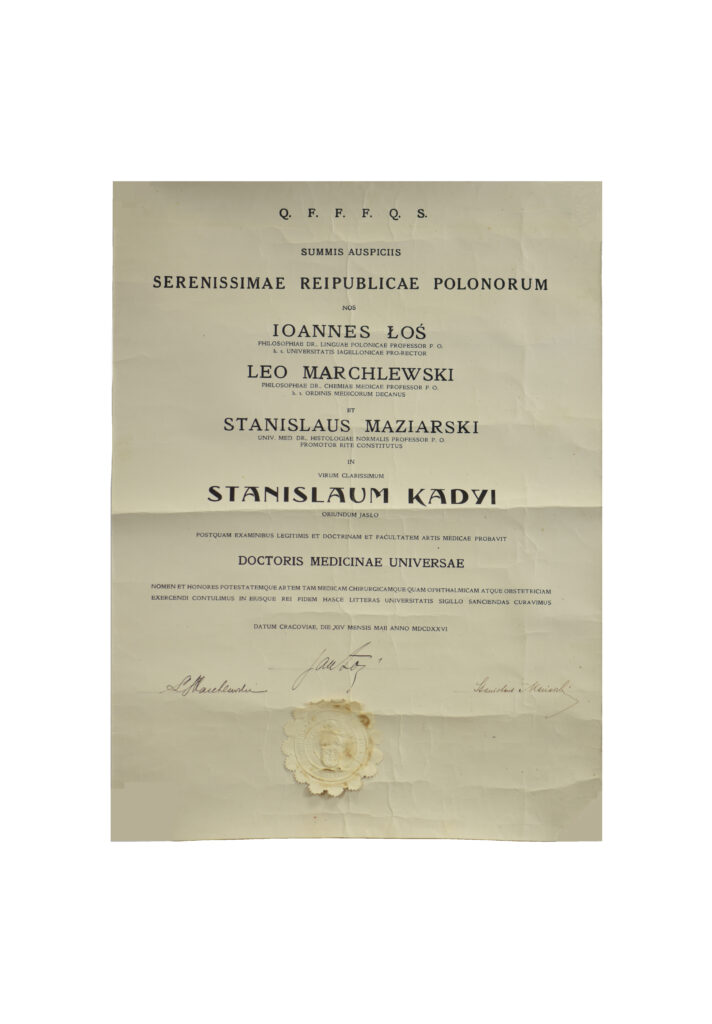 Q. F. F. F. Q. S.
SUMMIS AUSPICIIS
SERENISSIMAE REIPUBLICAE POLONORUM
NOS
IOANNES ŁOŚ
PHILOSOPHIAE DR., LINGUAE POLONICAE PROFESSOR P. O.
h. t. UNIVERSITATIS IAGELLONICAE PRO-RECTOR
LEO MARCHLEWSKI
PHILOSOPHIAE DR., CHEMIAE MEDICAE PROFESSOR P. O.
h. t. ORDINIS MEDICORUM DECANUS
ET
STANISLAUS MAZIARSKI
UNIV. MED DR., HISTOLOGIAE NORMALIS PROFESSOR P. O.
PROMOTOR RITE CONSTITUTUS
IN
VIRUM CLARISSIMUM
STANISLAUM KADYI
ORIUNDUM JASŁO
POSTQUAM EXAMINIBUS LEGITIMIS ET DOCTRINAM ET FACULTATEM ARTIS MEDICAE PROBAVIT
DOCTORIS MEDICINAE UNIVERSAE
NOMEN ET HONORES POTESTATEMQUE ARTEM TAM MEDICAM CHIRURGICAMQUE QUAM OPHTHALMICAM ATQUE OBSTETRICIAM
EXERCENDI CONTULIMUS IN EIUSQUE REI FIDEM HASCE LITTERAS UNIVERSITATIS SIGILLO SANCIENDAS CURAVIMUS
DATUM CRACOVIAE, DIE XIV MENSIS MAII ANNO MDCDXXVI
Jan Łoś
L. Marchlewski